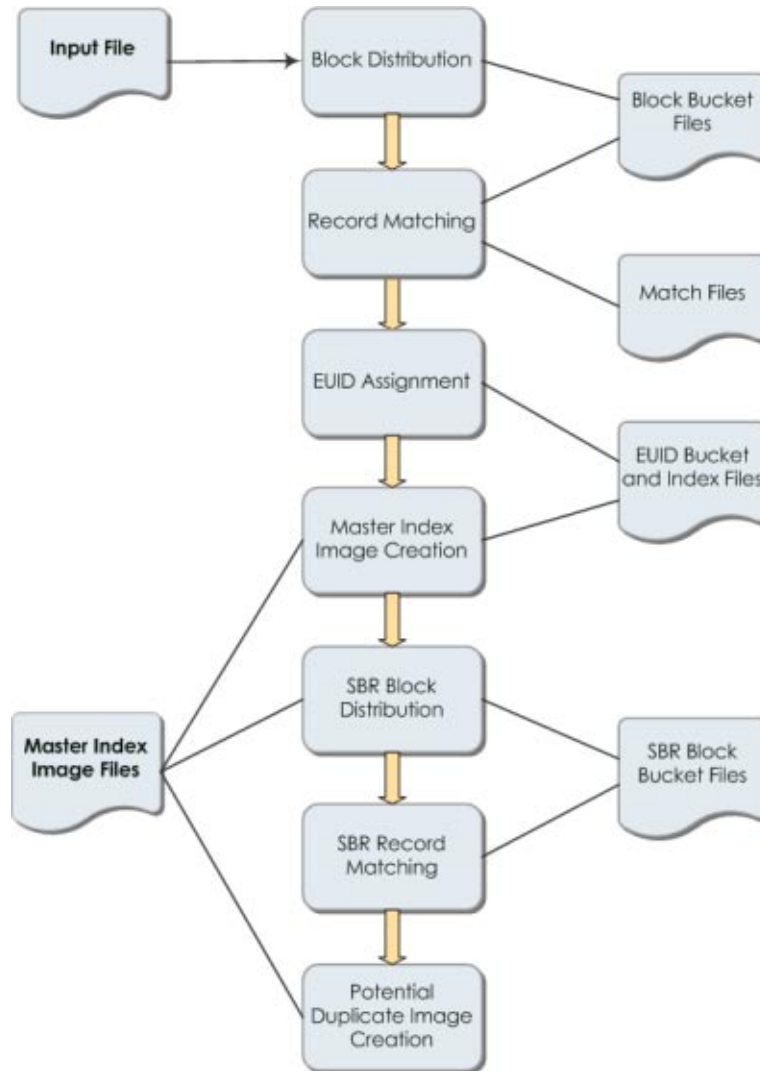 Input File
Block Distribution
Block Bucket
Files
Record Matching
Match Files
EUID Assignment
EUID Bucket
and Index Files
Master Index
Image Creation
SBR Block
Distribution
Master Index
Image Files
SBR Block
Bucket Files
SBR Record
Matching
Potential
Duplicate Image
Creation